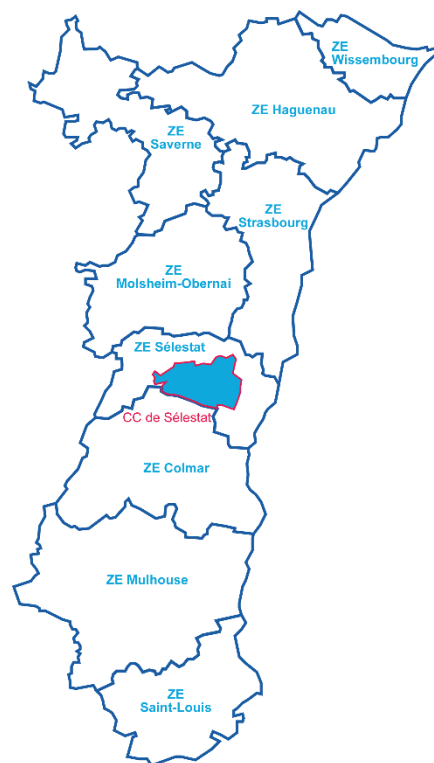 ZE
Wissembourg
ZE Haguenau
ZE
Saverne
ZE
Strasbourg
ZE
Molsheim-Obernai
ZE Sélestat
CC de Sélestat
ZE Colmar
ZE Mulhouse
ZE
Saint-Louis